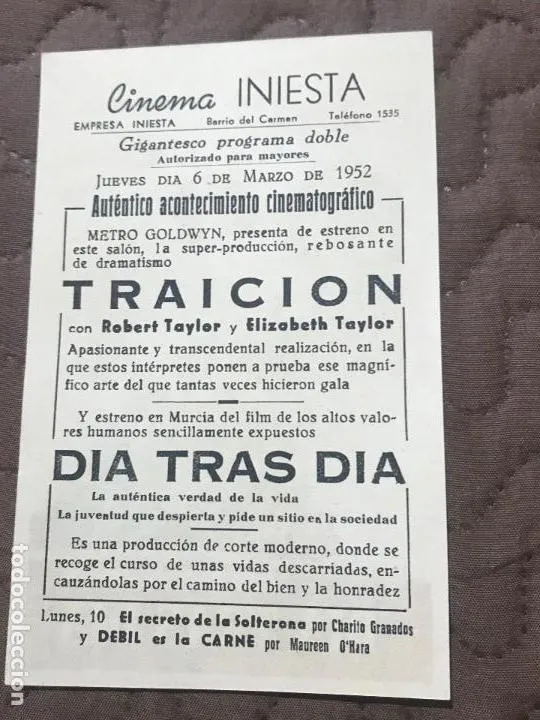 Cinema INIESTA
EMPRESA INIESTA Barrio del Carmen Teléfono 1535
Gigantesco programa doble
Autorizado para mayores
JUEVES DIA 6 DE MARZO DE 1952
Auténtico acontecimiento cinematográfico
METRO GOLDWYN, presenta de estreno en
este salón, la super-producción, rebosante
de dramatismo
TRAICION
con Robert Taylor y Elizabeth Taylor
Apasionante y transcendental realización, en la
que estos intérpretes ponen a prueba ese magní-
fico arte del que tantas veces hicieron gala
Y estreno en Murcia del film de los altos valo-
res humanos sencillamente expuestos
DIA TRAS DIA
La auténtica verdad de la vida
La juventud que despierta y pide un sitio en la sociedad
Es una producción de corte moderno, donde se
recoge el curso de unas vidas descarriadas, en-
cauzándolas por el camino del bien y la honradez
Lunes, 10 El secreto de la Solterona por Charito Granados
y DEBIL es la CARNE por Maureen O'Hara
todocoleccion.net